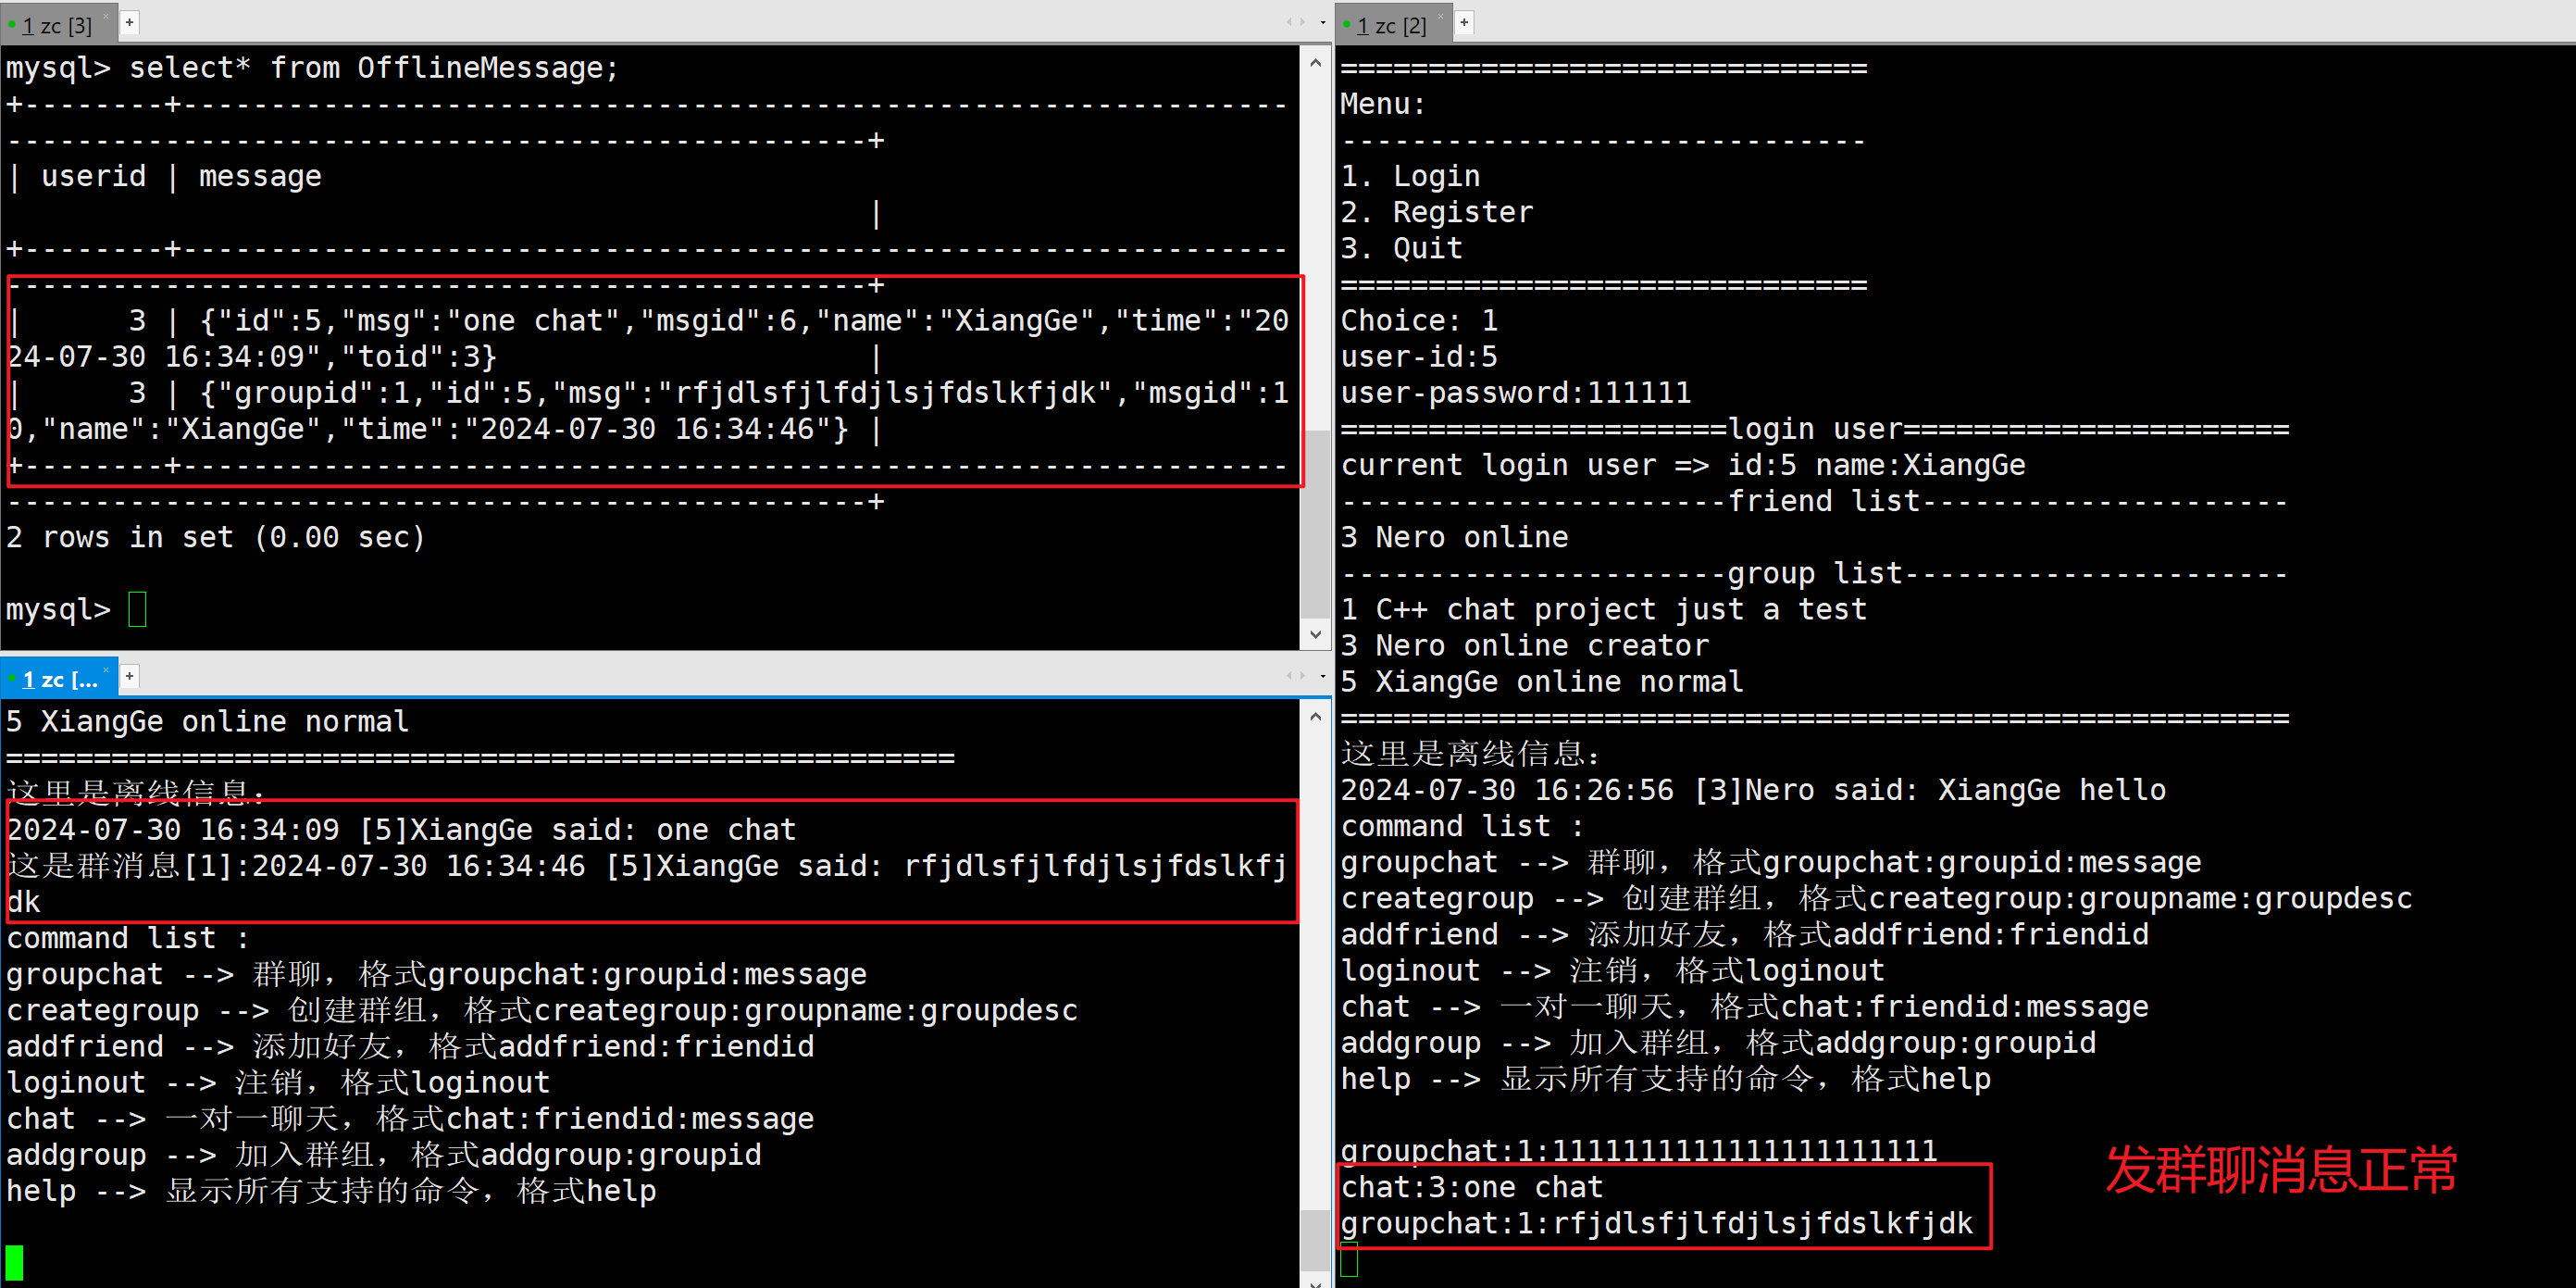 1 zc [3]
mysql> select* from OfflineMessage;
+--------+---------------------------------------------------------------
-------------------------------------------------+
| userid | message
|
+--------+---------------------------------------------------------------
-------------------------------------------------+
|      3 | {"id":5,"msg":"one chat","msgid":6,"name":"XiangGe","time":"20
24-07-30 16:34:09","toid":3}                      |
|      3 | {"groupid":1,"id":5,"msg":"rfjdlsfjlfdjlsjfdslkfjdk","msgid":1
0,"name":"XiangGe","time":"2024-07-30 16:34:46"} |
+--------+---------------------------------------------------------------
-------------------------------------------------+
2 rows in set (0.00 sec)
mysql>
1 zc [...
5 XiangGe online normal
======================================================
这里是离线信息:
2024-07-30 16:34:09 [5]XiangGe said: one chat
这是群消息[1]:2024-07-30 16:34:46 [5]XiangGe said: rfjdlsfjlfdjlsjfdslkfj
dk
command list :
groupchat --> 群聊, 格式groupchat:groupid:message
creategroup --> 创建群组, 格式creategroup:groupname:groupdesc
addfriend --> 添加好友, 格式addfriend:friendid
loginout --> 注销, 格式loginout
chat --> 一对一聊天, 格式chat:friendid:message
addgroup --> 加入群组, 格式addgroup:groupid
help --> 显示所有支持的命令, 格式help
1 zc [2]
==============================
Menu:
------------------------------
1. Login
2. Register
3. Quit
==============================
Choice: 1
user-id:5
user-password:111111
======================login user======================
current login user => id:5 name:XiangGe
----------------------friend list---------------------
3 Nero online
----------------------group list----------------------
1 C++ chat project just a test
3 Nero online creator
5 XiangGe online normal
======================================================
这里是离线信息:
2024-07-30 16:26:56 [3]Nero said: XiangGe hello
command list :
groupchat --> 群聊, 格式groupchat:groupid:message
creategroup --> 创建群组, 格式creategroup:groupname:groupdesc
addfriend --> 添加好友, 格式addfriend:friendid
loginout --> 注销, 格式loginout
chat --> 一对一聊天, 格式chat:friendid:message
addgroup --> 加入群组, 格式addgroup:groupid
help --> 显示所有支持的命令, 格式help
groupchat:1:1111111111111111111111
chat:3:one chat
groupchat:1:rfjdlsfjlfdjlsjfdslkfjdk
发群聊消息正常